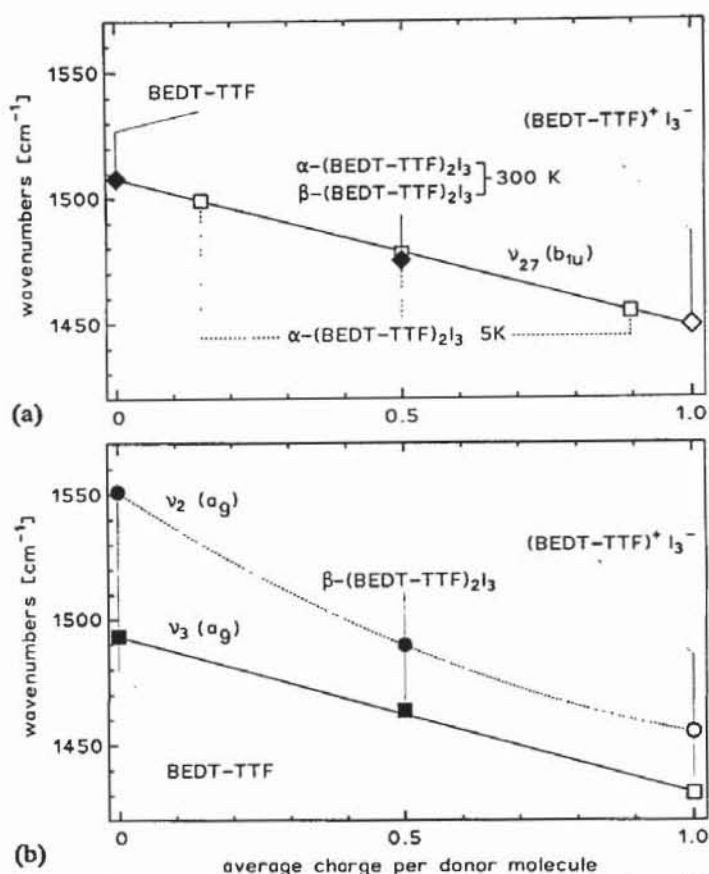 1550
1500
1450
wavenumbers [cm⁻¹]
BEDT-TTF
(BEDT-TTF)⁺ I₃⁻
α-(BEDT-TTF)₂I₃
β-(BEDT-TTF)₂I₃
300 K
ν₂₇ (b₁u)
α-(BEDT-TTF)₂I₃ 5K
(a)
0
0.5
1.0
1550
1500
1450
wavenumbers [cm⁻¹]
ν₂ (ag)
(BEDT-TTF)⁺ I₃⁻
β-(BEDT-TTF)₂I₃
ν₃ (ag)
BEDT-TTF
(b)
0
0.5
1.0
average charge per donor molecule